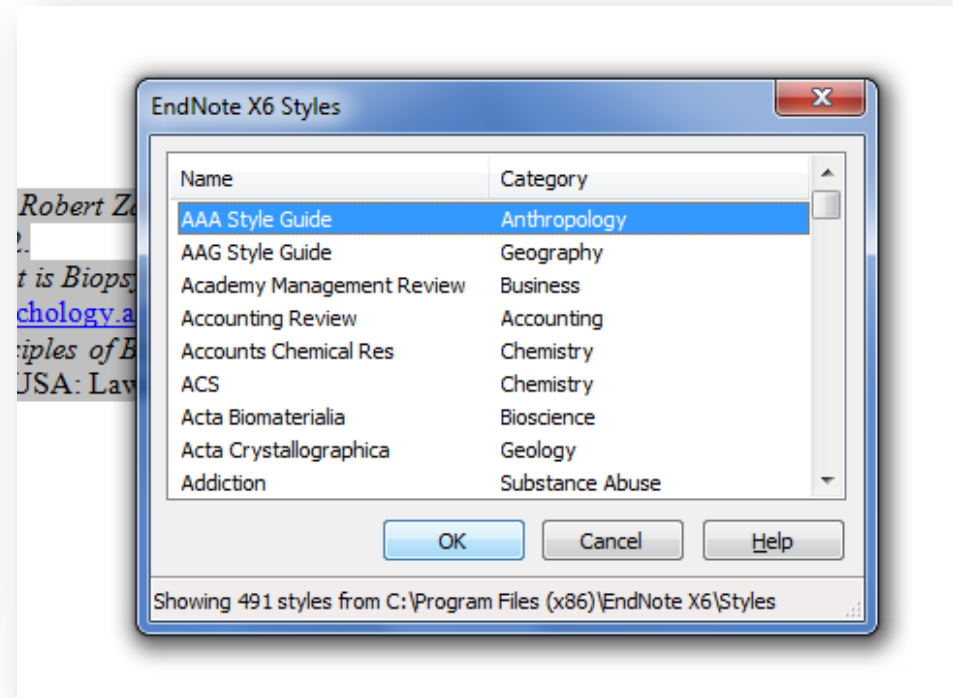 EndNote X6 Styles
Name Category
AAA Style Guide Anthropology
Robert
AAG Style Guide Geography
2.
t is Biopsy
Academy Management Review Business
chology.a
Accounting Review Accounting
ciples of B
Accounts Chemical Res Chemistry
USA: Law
ACS Chemistry
Acta Biomaterialia Bioscience
Acta Crystallographica Geology
Addiction Substance Abuse
OK Cancel Help
Showing 491 styles from C:\Program Files (x86)\EndNote X6\Styles